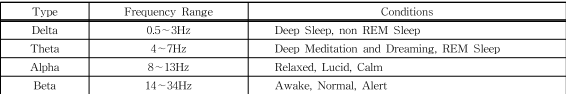 Type Frequency Range Conditions
Delta 0.5~3Hz Deep Sleep, non REM Sleep
Theta 4~7Hz Deep Meditation and Dreaming, REM Sleep
Alpha 8~13Hz Relaxed, Lucid, Calm
Beta 14~34Hz Awake, Normal, Alert